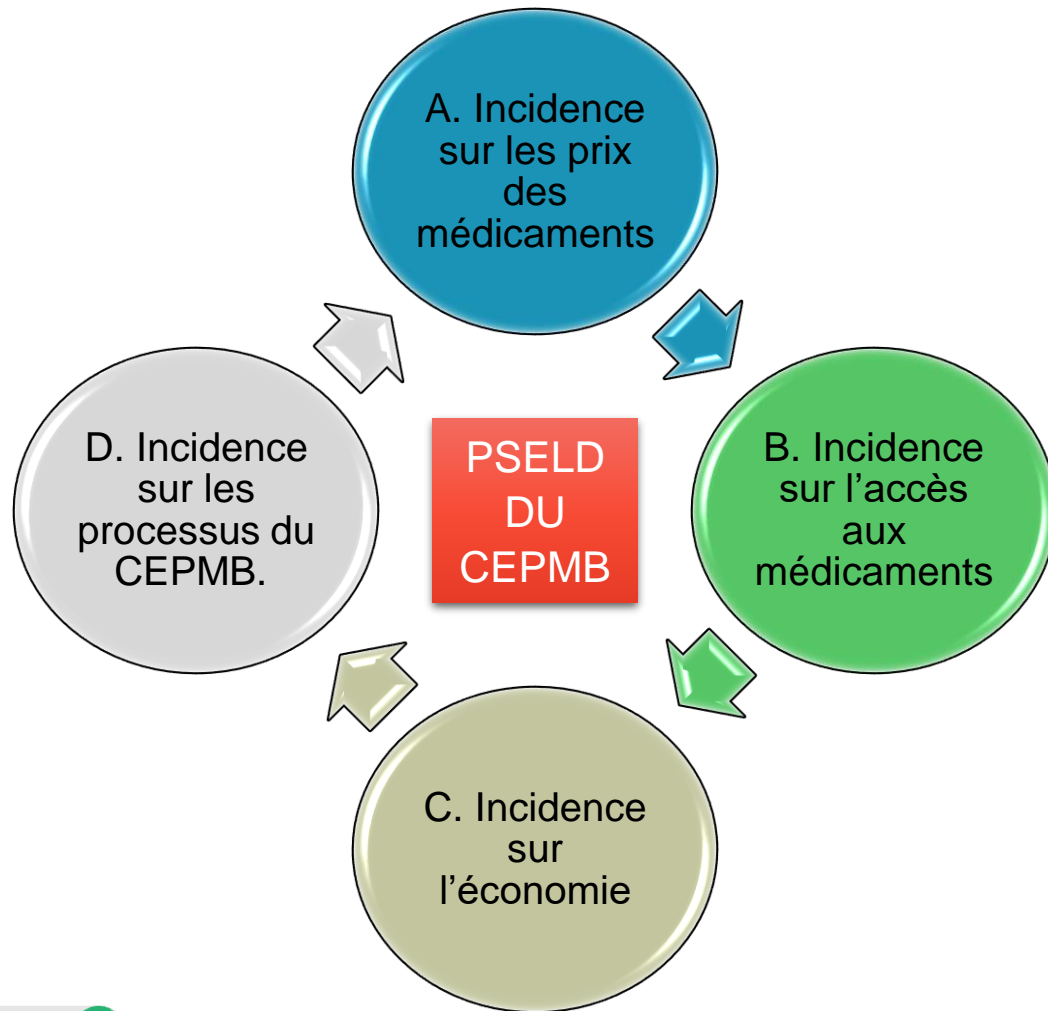 A. Incidence
sur les prix
des
médicaments
D. Incidence
sur les
processus du
CEPMB.
PSELD
DU
CEPMB
B. Incidence
sur l’accès
aux
médicaments
C. Incidence
sur
l’économie